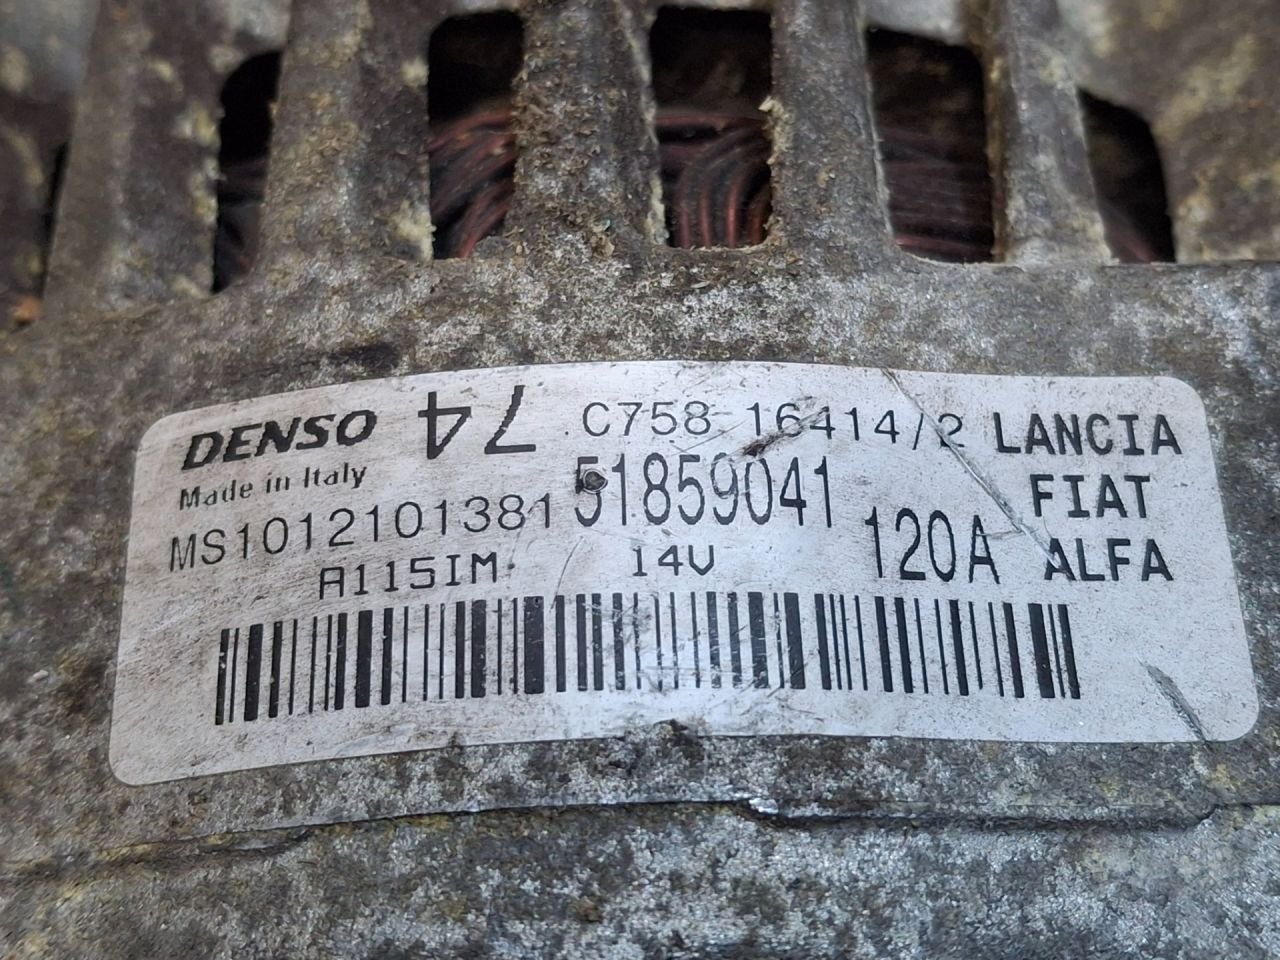 DENSO 74 C758 16414/2 LANCIA
Made in Italy 51859041 FIAT
MS1012101381 120A ALFA
A115IM 14V